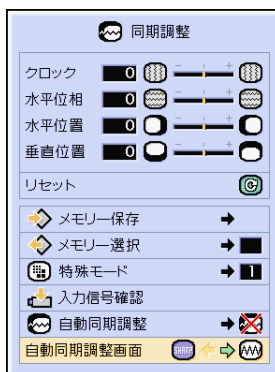 同期調整
クロック 0 - +
水平位相 0 - +
水平位置 0 - +
垂直位置 0 - +
リセット
メモリー保存
メモリー選択
特殊モード 1
入力信号確認
自動同期調整
自動同期調整画面 SHARP